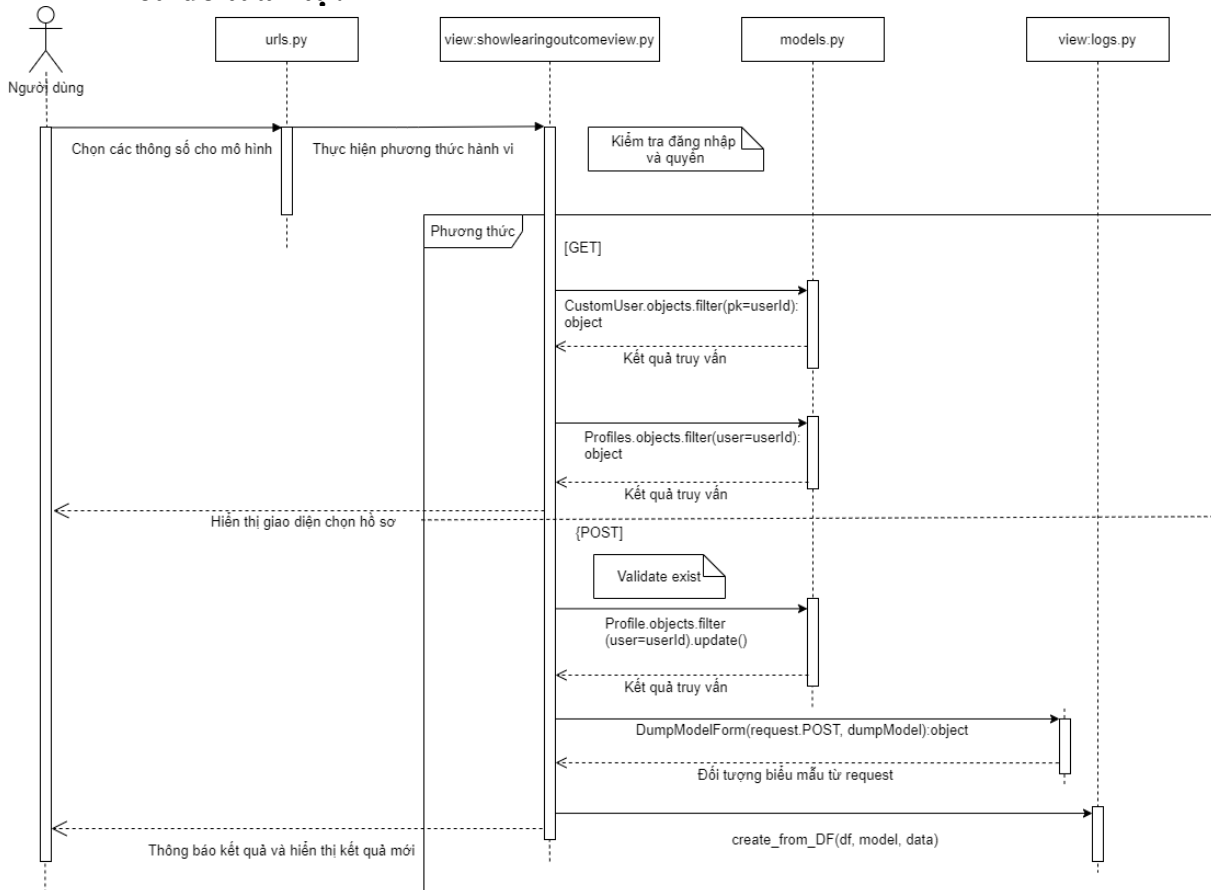 urls.py
view:showlearingoutcomeview.py
models.py
view:logs.py
Người dùng
Chọn các thông số cho mô hình
Thực hiện phương thức hành vi
Kiểm tra đăng nhập
và quyền
Phương thức
[GET]
CustomUser.objects.filter(pk=userId):
object
Kết quả truy vấn
Profiles.objects.filter(user=userId):
object
Kết quả truy vấn
Hiển thị giao diện chọn hồ sơ
{POST]
Validate exist
Profile.objects.filter
(user=userId).update()
Kết quả truy vấn
DumpModelForm(request.POST, dumpModel):object
Đối tượng biểu mẫu từ request
create_from_DF(df, model, data)
Thông báo kết quả và hiển thị kết quả mới